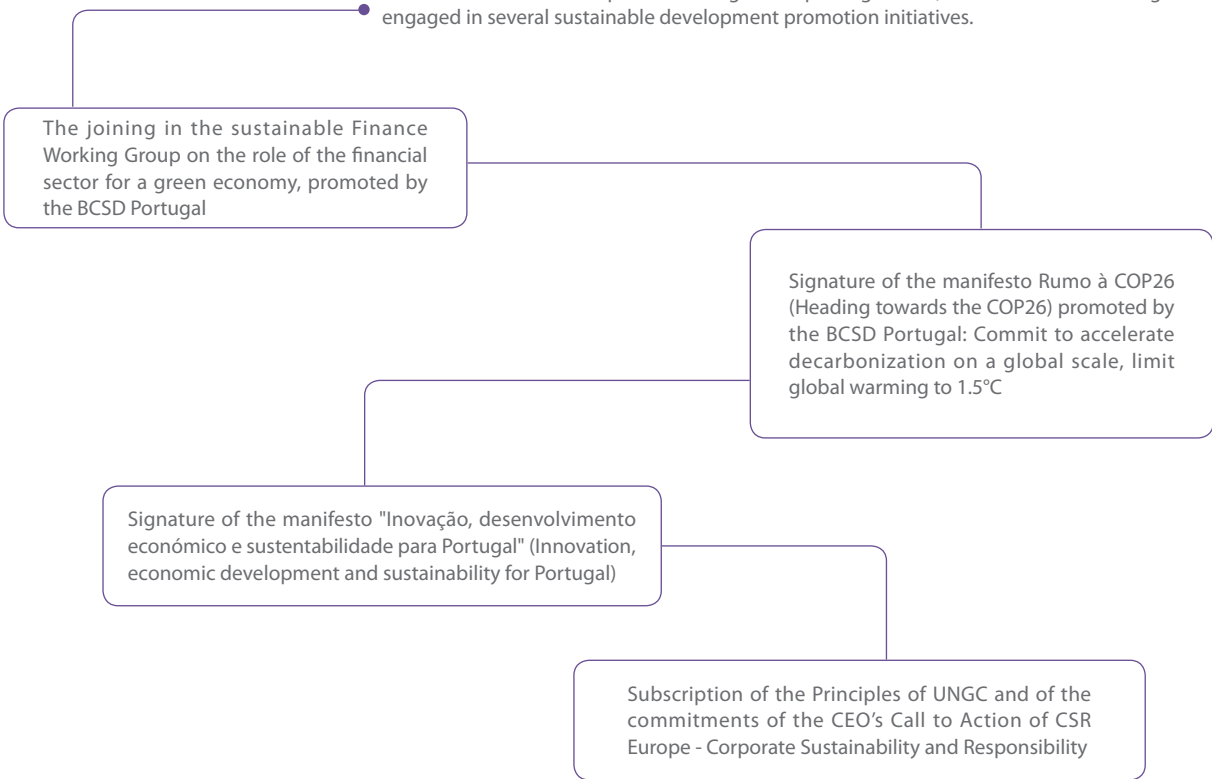 engaged in several sustainable development promotion initiatives.
The joining in the sustainable Finance
Working Group on the role of the financial
sector for a green economy, promoted by
the BCSD Portugal
Signature of the manifesto Rumo à COP26
(Heading towards the COP26) promoted by
the BCSD Portugal: Commit to accelerate
decarbonization on a global scale, limit
global warming to 1.5°C
Signature of the manifesto "Inovação, desenvolvimento
económico e sustentabilidade para Portugal" (Innovation,
economic development and sustainability for Portugal)
Subscription of the Principles of UNGC and of the
commitments of the CEO’s Call to Action of CSR
Europe - Corporate Sustainability and Responsibility